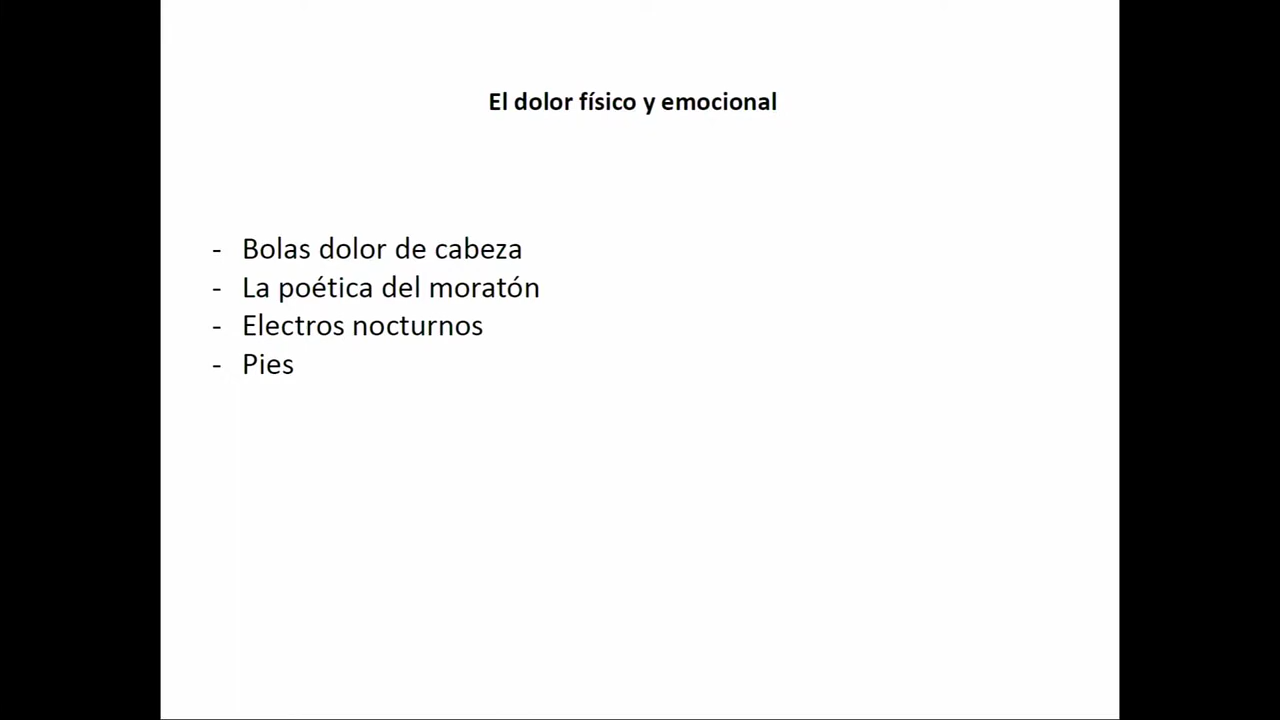 El dolor físico y emocional
- Bolas dolor de cabeza
- La poética del moratón
- Electros nocturnos
- Pies